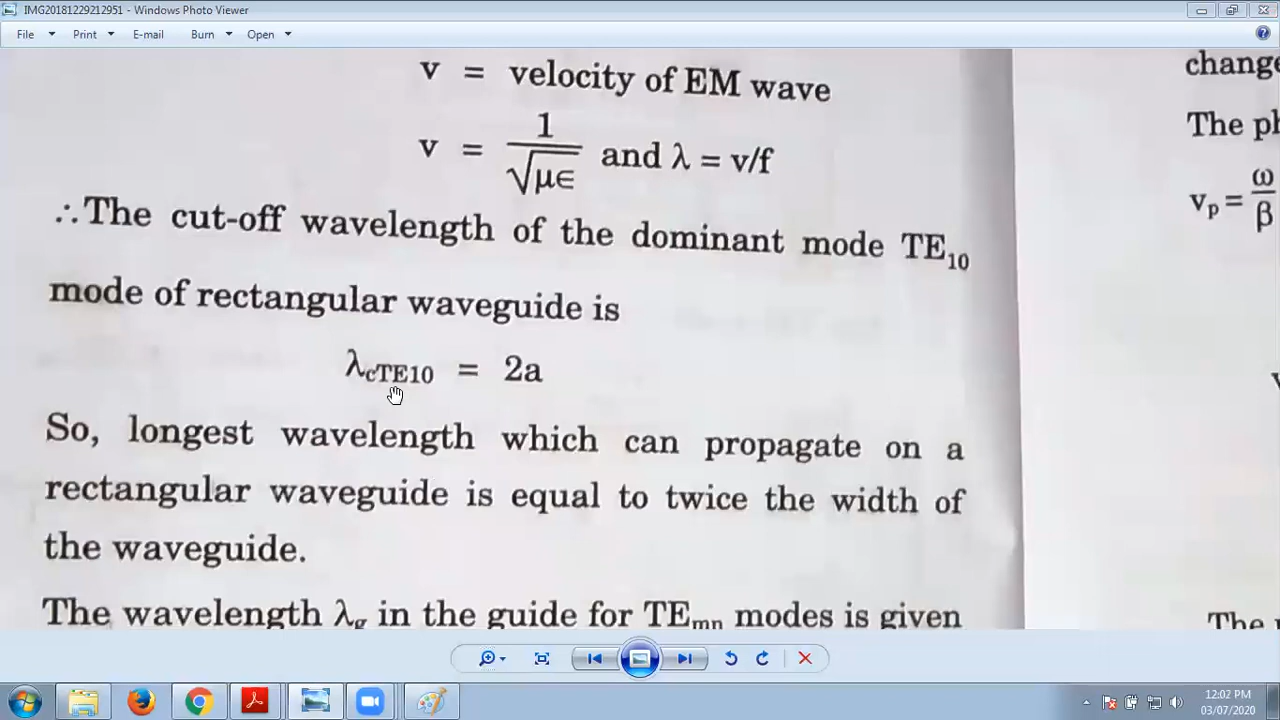 IMG20181229212951 - Windows Photo Viewer
File Print E-mail Burn Open
v = velocity of EM wave
v = 1/√με and λ = v/f
∴The cut-off wavelength of the dominant mode TE10
mode of rectangular waveguide is
λcTE10 = 2a
So, longest wavelength which can propagate on a
rectangular waveguide is equal to twice the width of
the waveguide.
The wavelength λg in the guide for TEmn modes is given
change
The ph
vp = ω/β
The
12:02 PM
03/07/2020